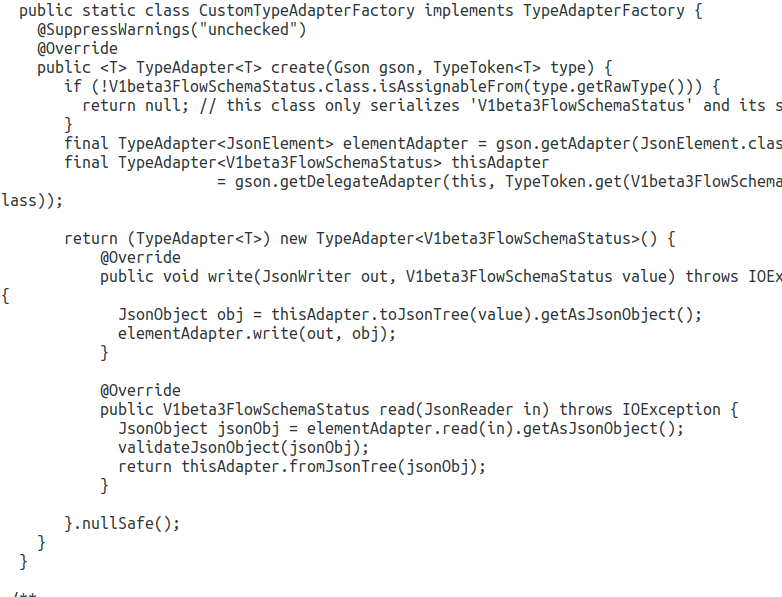 public static class CustomTypeAdapterFactory implements TypeAdapterFactory {
@SuppressWarnings("unchecked")
@Override
public <T> TypeAdapter<T> create(Gson gson, TypeToken<T> type) {
if (!V1beta3FlowSchemaStatus.class.isAssignableFrom(type.getRawType())) {
return null; // this class only serializes 'V1beta3FlowSchemaStatus' and its s
}
final TypeAdapter<JsonElement> elementAdapter = gson.getAdapter(JsonElement.clas
final TypeAdapter<V1beta3FlowSchemaStatus> thisAdapter
= gson.getDelegateAdapter(this, TypeToken.get(V1beta3FlowSchema
lass));
return (TypeAdapter<T>) new TypeAdapter<V1beta3FlowSchemaStatus>() {
@Override
public void write(JsonWriter out, V1beta3FlowSchemaStatus value) throws IOEx
{
JsonObject obj = thisAdapter.toJsonTree(value).getAsJsonObject();
elementAdapter.write(out, obj);
}
@Override
public V1beta3FlowSchemaStatus read(JsonReader in) throws IOException {
JsonObject jsonObj = elementAdapter.read(in).getAsJsonObject();
validateJsonObject(jsonObj);
return thisAdapter.fromJsonTree(jsonObj);
}
}.nullSafe();
}
}
/**